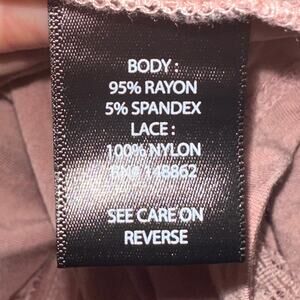 BODY :
95% RAYON
5% SPANDEX
LACE :
100% NYLON
RN# 148862
SEE CARE ON
REVERSE